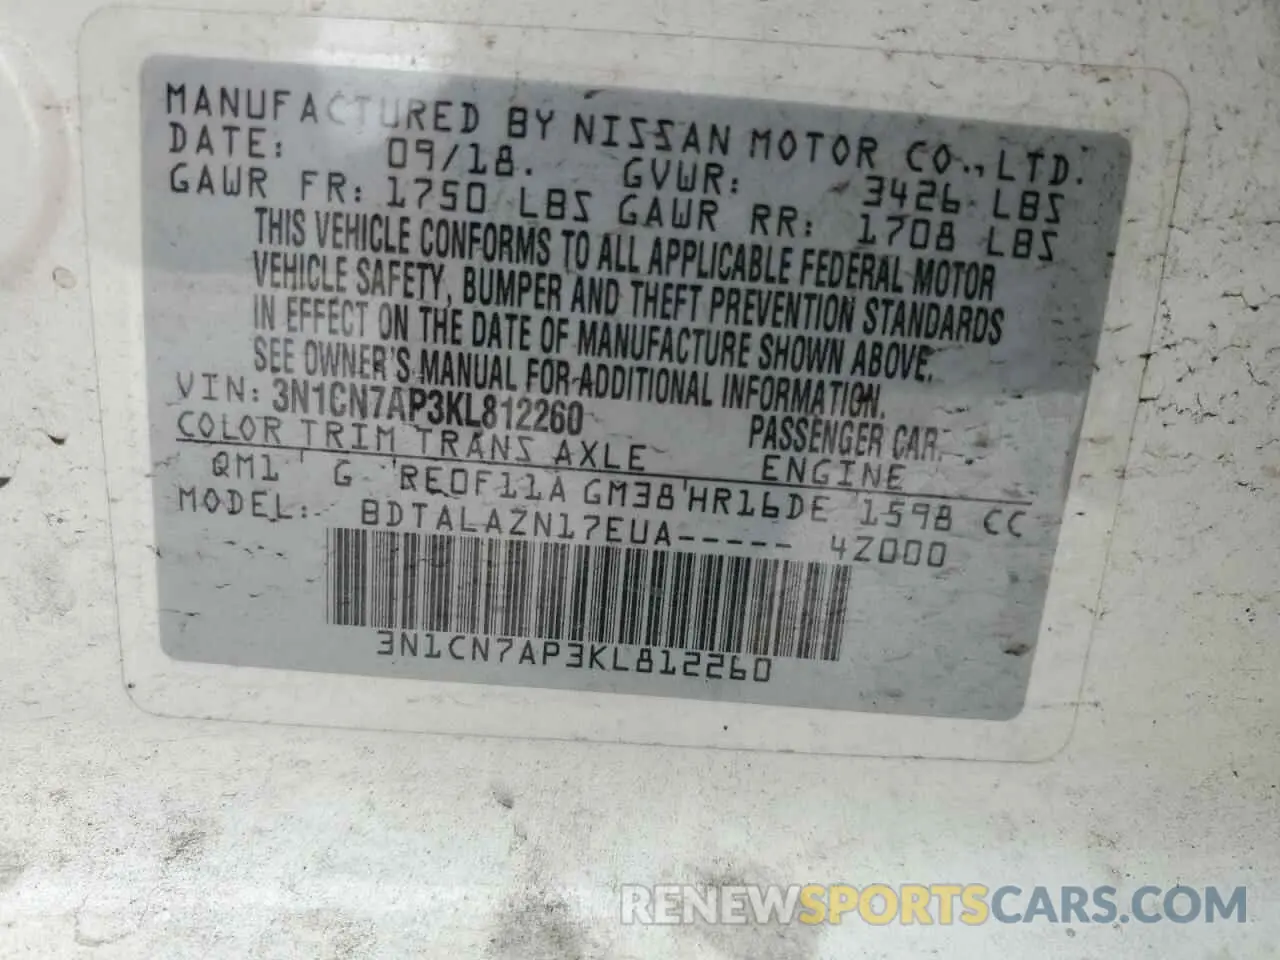 MANUFACTURED BY NISSAN MOTOR CO., LTD.
DATE: 09/18. GVWR: 3426 LBS
GAWR FR: 1750 LBS GAWR RR: 1708 LBS
THIS VEHICLE CONFORMS TO ALL APPLICABLE FEDERAL MOTOR
VEHICLE SAFETY, BUMPER AND THEFT PREVENTION STANDARDS
IN EFFECT ON THE DATE OF MANUFACTURE SHOWN ABOVE.
SEE OWNER'S MANUAL FOR ADDITIONAL INFORMATION.
VIN: 3N1CN7AP3KL812260 PASSENGER CAR.
COLOR TRIM TRANS AXLE ENGINE
QM1 G RE0F11A GM38 HR16DE 1598 CC
MODEL: BDTALAZN17EUA----- 4Z000
3N1CN7AP3KL812260
RENEWSPORTSCARS.COM